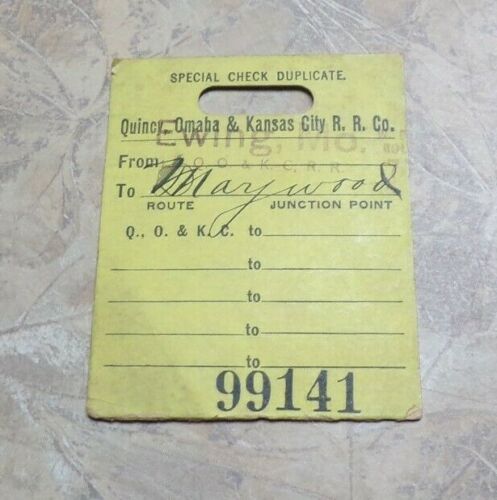 SPECIAL CHECK DUPLICATE.
Quincy, Omaha & Kansas City R. R. Co.
Ewing, Mo.
From Q. O. & K. C. R. R.
To Maywood
ROUTE JUNCTION POINT
Q., O. & K. C. to
to
to
to
to
99141